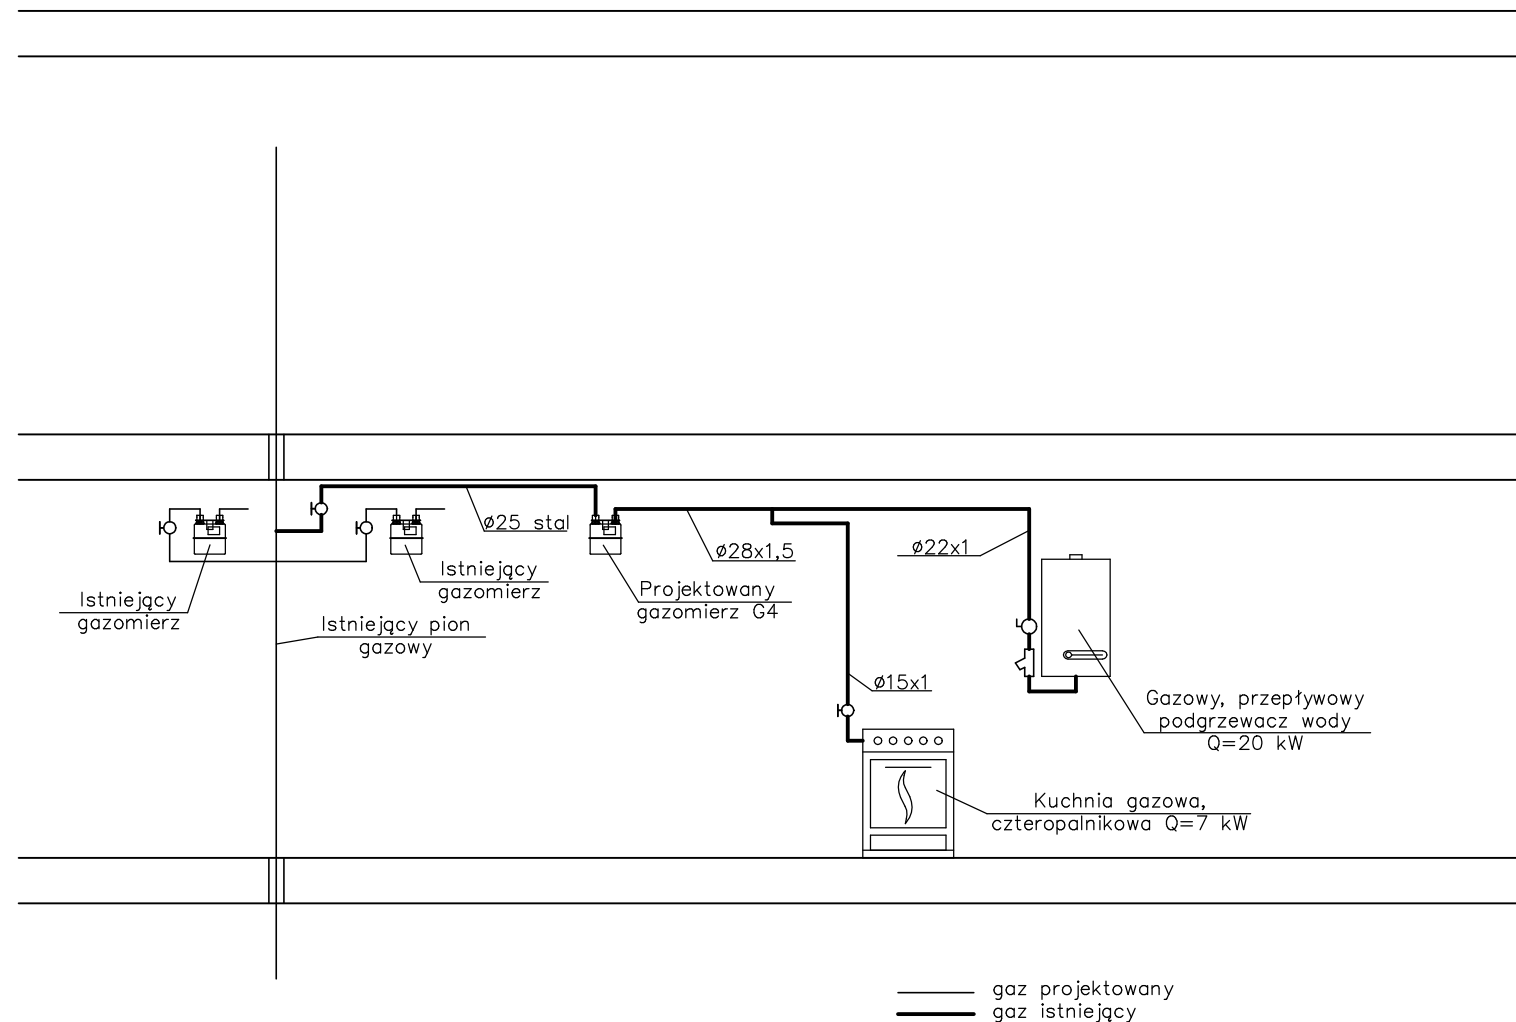 ø25 stal
ø28x1,5
ø22x1
Istniejący
gazomierz
Projektowany
gazomierz G4
Istniejący
gazomierz
Istniejący pion
gazowy
ø15x1
Gazowy, przepływowy
podgrzewacz wody
Q=20 kW
Kuchnia gazowa,
czteropalnikowa Q=7 kW
gaz projektowany
gaz istniejący